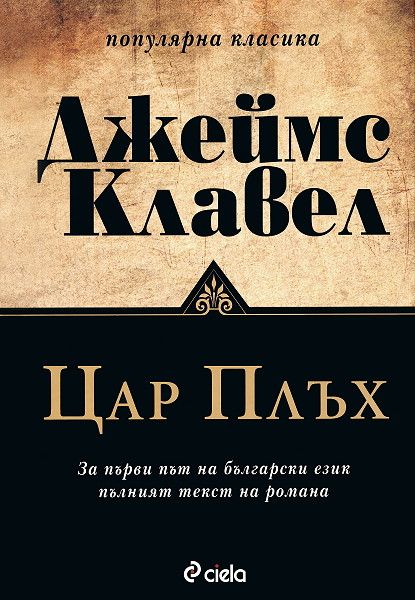 популярна класика
Джеймс
Клавел
Цар Плъх
За първи път на български език
пълният текст на романа
ciela